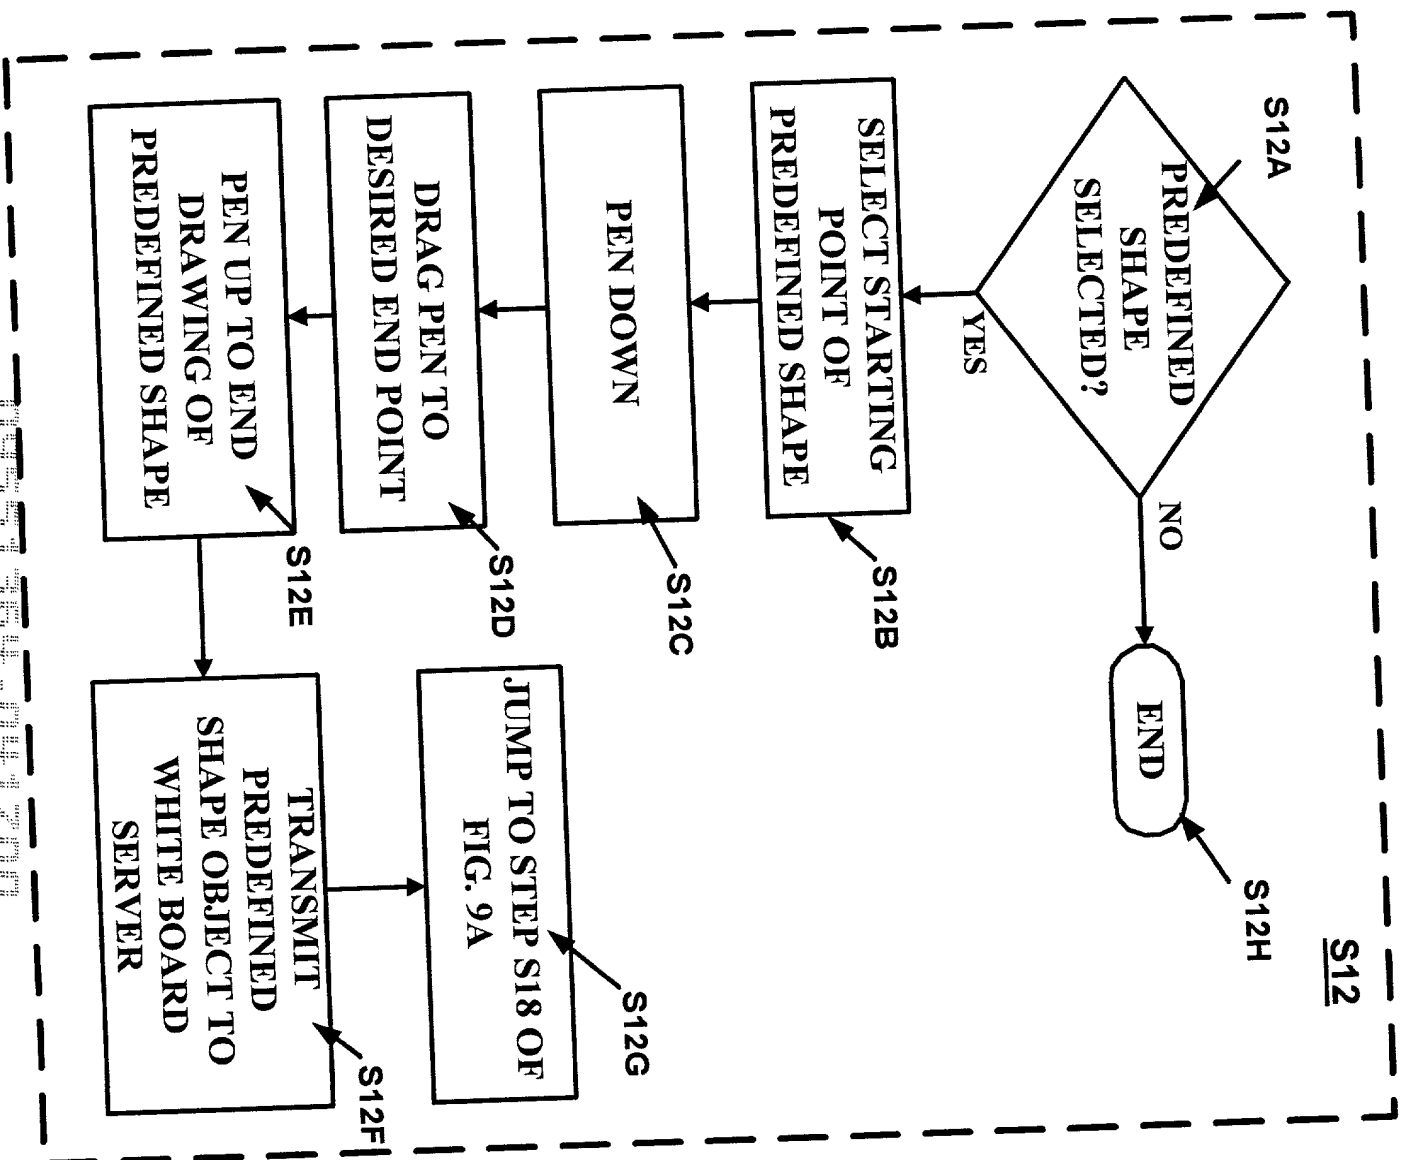 S12
S12A
PREDEFINED
SHAPE
SELECTED?
NO
END
S12H
YES
SELECT STARTING
POINT OF
PREDEFINED SHAPE
S12B
PEN DOWN
S12C
DRAG PEN TO
DESIRED END POINT
S12D
PEN UP TO END
DRAWING OF
PREDEFINED SHAPE
S12E
JUMP TO STEP S18 OF
FIG. 9A
S12G
TRANSMIT
PREDEFINED
SHAPE OBJECT TO
WHITE BOARD
SERVER
S12F